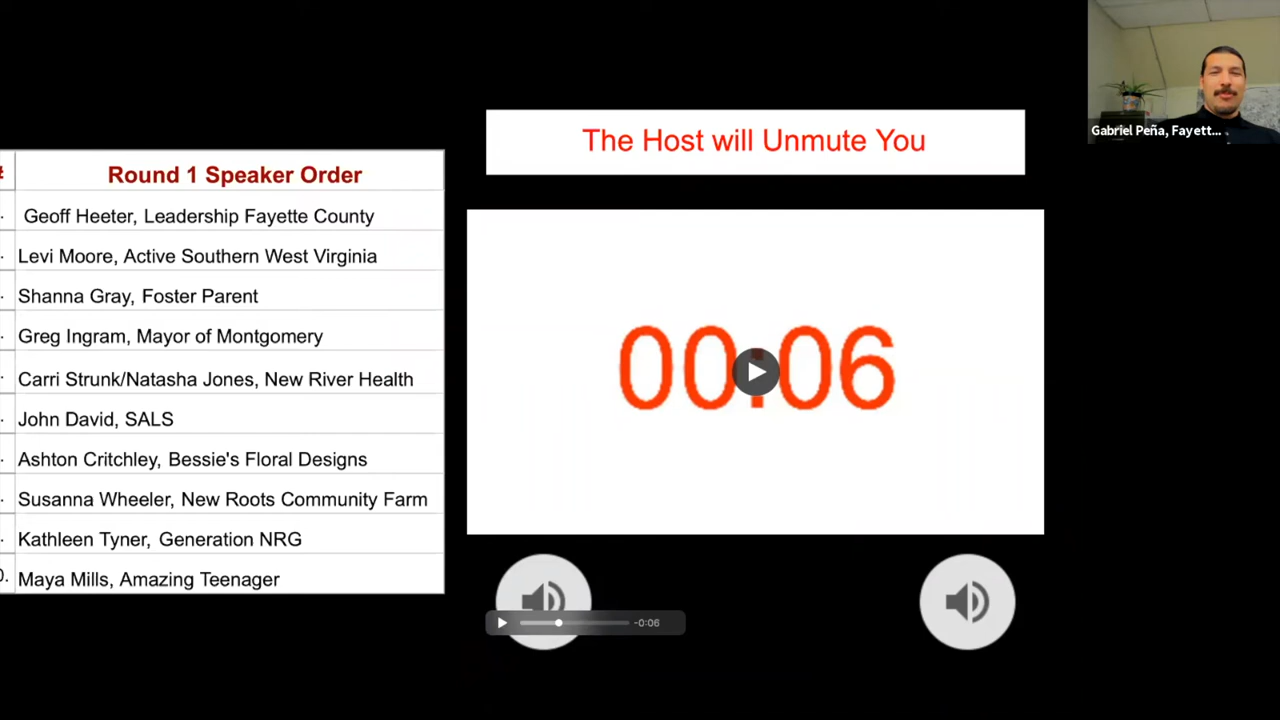 Gabriel Peña, Fayett...
The Host will Unmute You
Round 1 Speaker Order
Geoff Heeter, Leadership Fayette County
Levi Moore, Active Southern West Virginia
Shanna Gray, Foster Parent
Greg Ingram, Mayor of Montgomery
Carri Strunk/Natasha Jones, New River Health
John David, SALS
Ashton Critchley, Bessie's Floral Designs
Susanna Wheeler, New Roots Community Farm
Kathleen Tyner, Generation NRG
Maya Mills, Amazing Teenager
00:06
-0:06